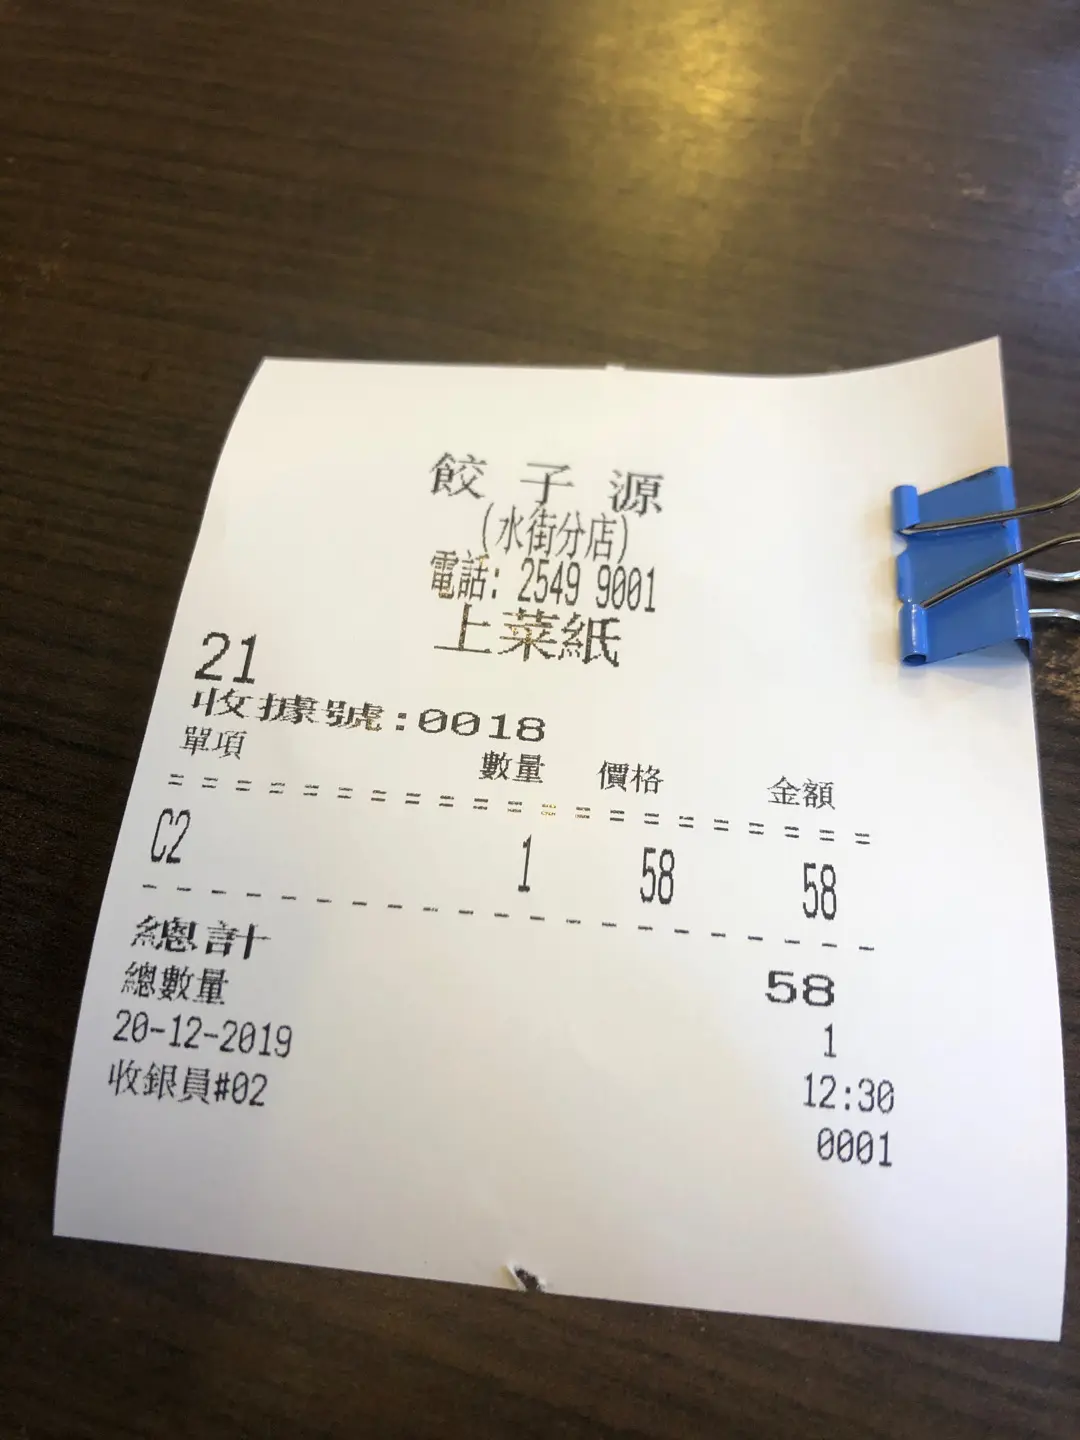 餃子源
(水街分店)
電話: 2549 9001
上菜紙
21
收據號:0018
單項 數量 價格 金額
= = = = = = = = = = = = = = = = = = = = =
C2 1 58 58
- - - - - - - - - - - - - - - - - - - - -
總計 58
總數量 1
20-12-2019 12:30
收銀員#02 0001